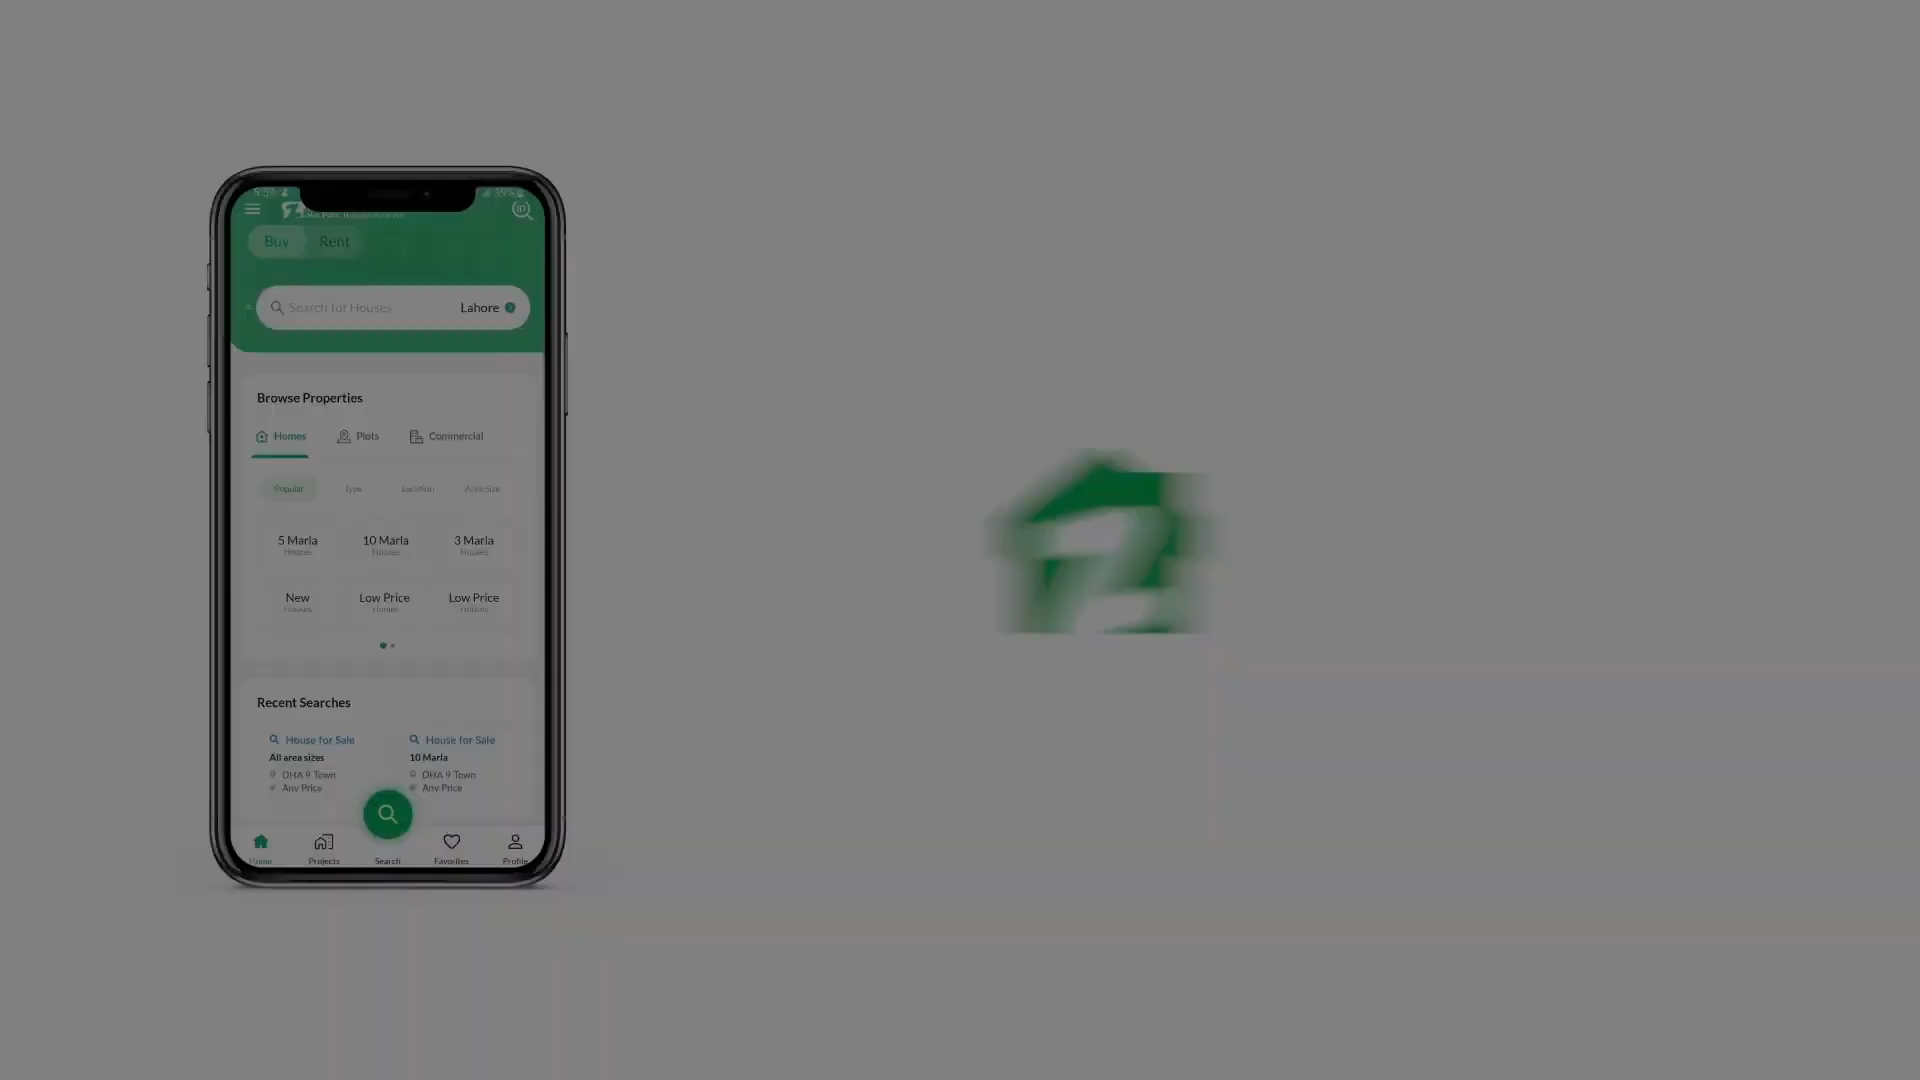 Buy Rent
Search for Houses Lahore
Browse Properties
Homes Plots Commercial
Popular Type Location Area Size
5 Marla 10 Marla 3 Marla
Houses Houses Houses
New Low Price Low Price
Houses Homes Houses
Recent Searches
House for Sale House for Sale
All area sizes 10 Marla
DHA 9 Town DHA 9 Town
Any Price Any Price
Home Projects Search Favorites Profile